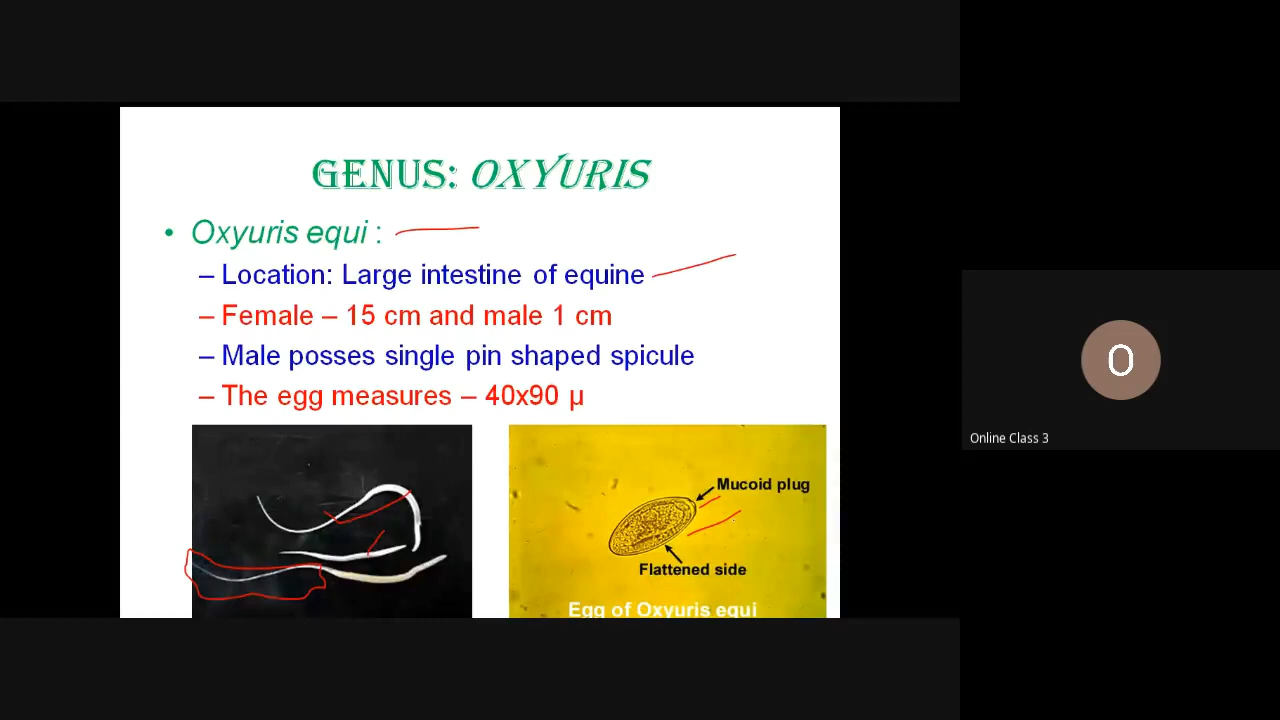 GENUS: OXYURIS
• Oxyuris equi :
– Location: Large intestine of equine
– Female – 15 cm and male 1 cm
– Male posses single pin shaped spicule
– The egg measures – 40x90 µ
Mucoid plug
Flattened side
Egg of Oxyuris equi
O
Online Class 3